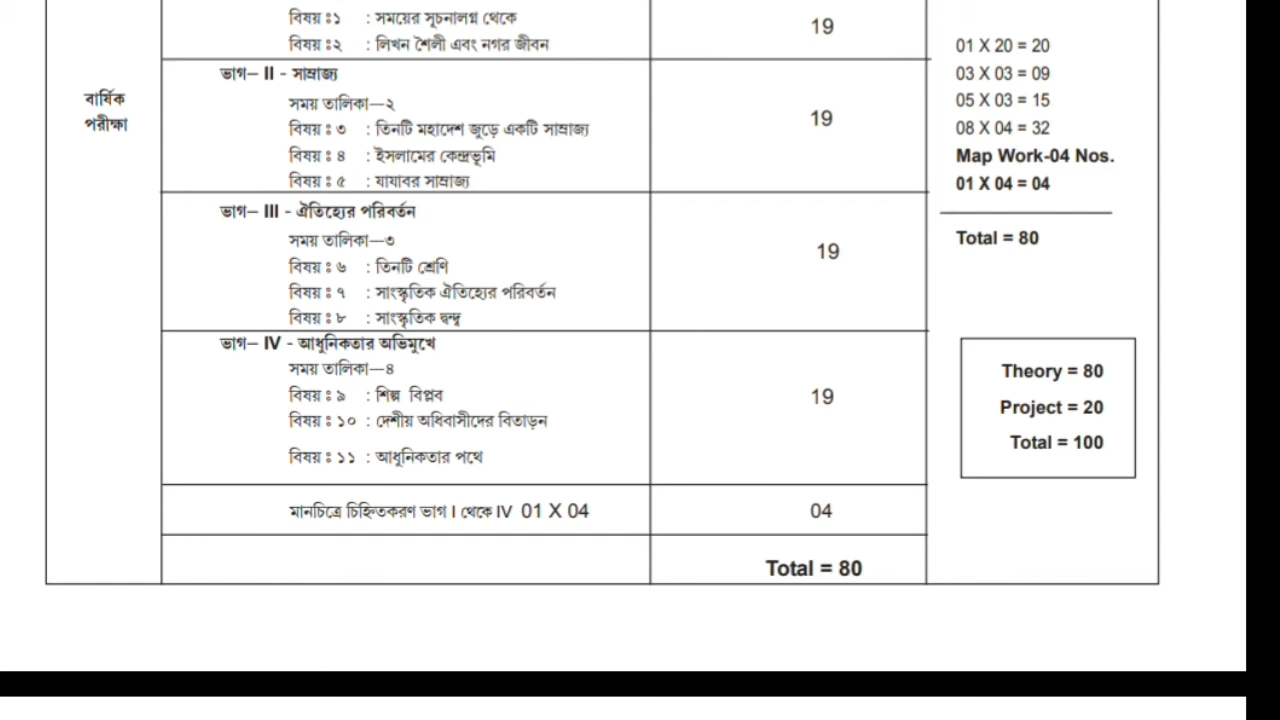 বিষয় ঃ ১ : সময়ের সূচনালগ্ন থেকে
বিষয় ঃ ২ : লিখন শৈলী এবং নগর জীবন
19
বার্ষিক
পরীক্ষা
ভাগ– II - সাম্রাজ্য
সময় তালিকা—২
বিষয় ঃ ৩ : তিনটি মহাদেশ জুড়ে একটি সাম্রাজ্য
বিষয় ঃ ৪ : ইসলামের কেন্দ্রভূমি
বিষয় ঃ ৫ : যাযাবর সাম্রাজ্য
19
ভাগ– III - ঐতিহ্যের পরিবর্তন
সময় তালিকা—৩
বিষয় ঃ ৬ : তিনটি শ্রেণি
বিষয় ঃ ৭ : সাংস্কৃতিক ঐতিহ্যের পরিবর্তন
বিষয় ঃ ৮ : সাংস্কৃতিক দ্বন্দ্ব
19
ভাগ– IV - আধুনিকতার অভিমুখে
সময় তালিকা—৪
বিষয় ঃ ৯ : শিল্প বিপ্লব
বিষয় ঃ ১০ : দেশীয় অধিবাসীদের বিতাড়ন
বিষয় ঃ ১১ : আধুনিকতার পথে
19
মানচিত্রে চিহ্নিতকরণ ভাগ I থেকে IV 01 X 04
04
Total = 80
01 X 20 = 20
03 X 03 = 09
05 X 03 = 15
08 X 04 = 32
Map Work-04 Nos.
01 X 04 = 04
Total = 80
Theory = 80
Project = 20
Total = 100